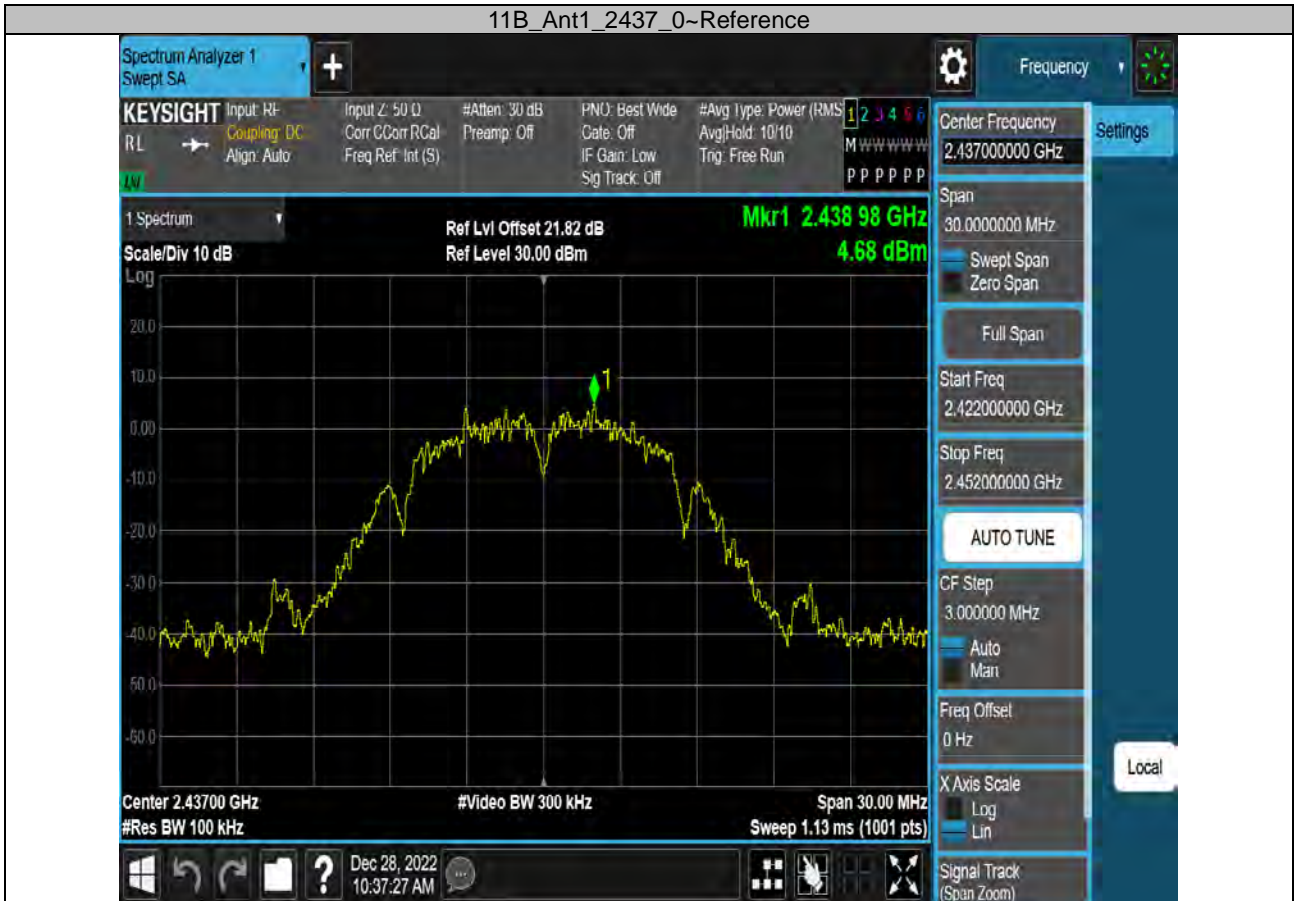 11B_Ant1_2437_0~Reference
Spectrum Analyzer 1
Swept SA
+
Frequency
KEYSIGHT
RL
Input: RF
Coupling: DC
Align: Auto
Input Z: 50 Ω
Corr CCorr RCal
Freq Ref: Int (S)
#Atten: 30 dB
Preamp: Off
PNO: Best Wide
Gate: Off
IF Gain: Low
Sig Track: Off
#Avg Type: Power (RMS
Avg|Hold: 10/10
Trig: Free Run
1 2 3 4 5 6
M W W W W W
P P P P P P
Center Frequency
2.437000000 GHz
Settings
1 Spectrum
Scale/Div 10 dB
Ref Lvl Offset 21.82 dB
Ref Level 30.00 dBm
Mkr1 2.438 98 GHz
4.68 dBm
Span
30.0000000 MHz
Swept Span
Zero Span
Full Span
Start Freq
2.422000000 GHz
Stop Freq
2.452000000 GHz
AUTO TUNE
CF Step
3.000000 MHz
Auto
Man
Freq Offset
0 Hz
X Axis Scale
Log
Lin
Signal Track
(Span Zoom)
Local
Log
20.0
10.0
0.00
-10.0
-20.0
-30.0
-40.0
-50.0
-60.0
1
Center 2.43700 GHz
#Res BW 100 kHz
#Video BW 300 kHz
Span 30.00 MHz
Sweep 1.13 ms (1001 pts)
?
Dec 28, 2022
10:37:27 AM